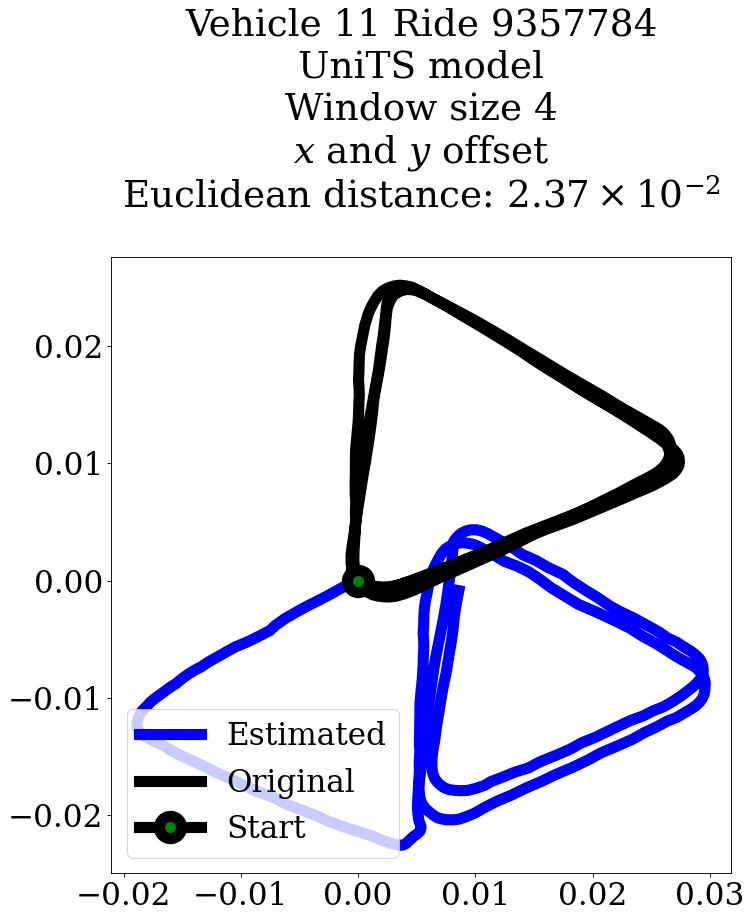 Vehicle 11 Ride 9357784
UniTS model
Window size 4
x and y offset
Euclidean distance: 2.37 × 10⁻²
0.02
0.01
0.00
−0.01
−0.02
Estimated
Original
Start
−0.02 −0.01 0.00 0.01 0.02 0.03